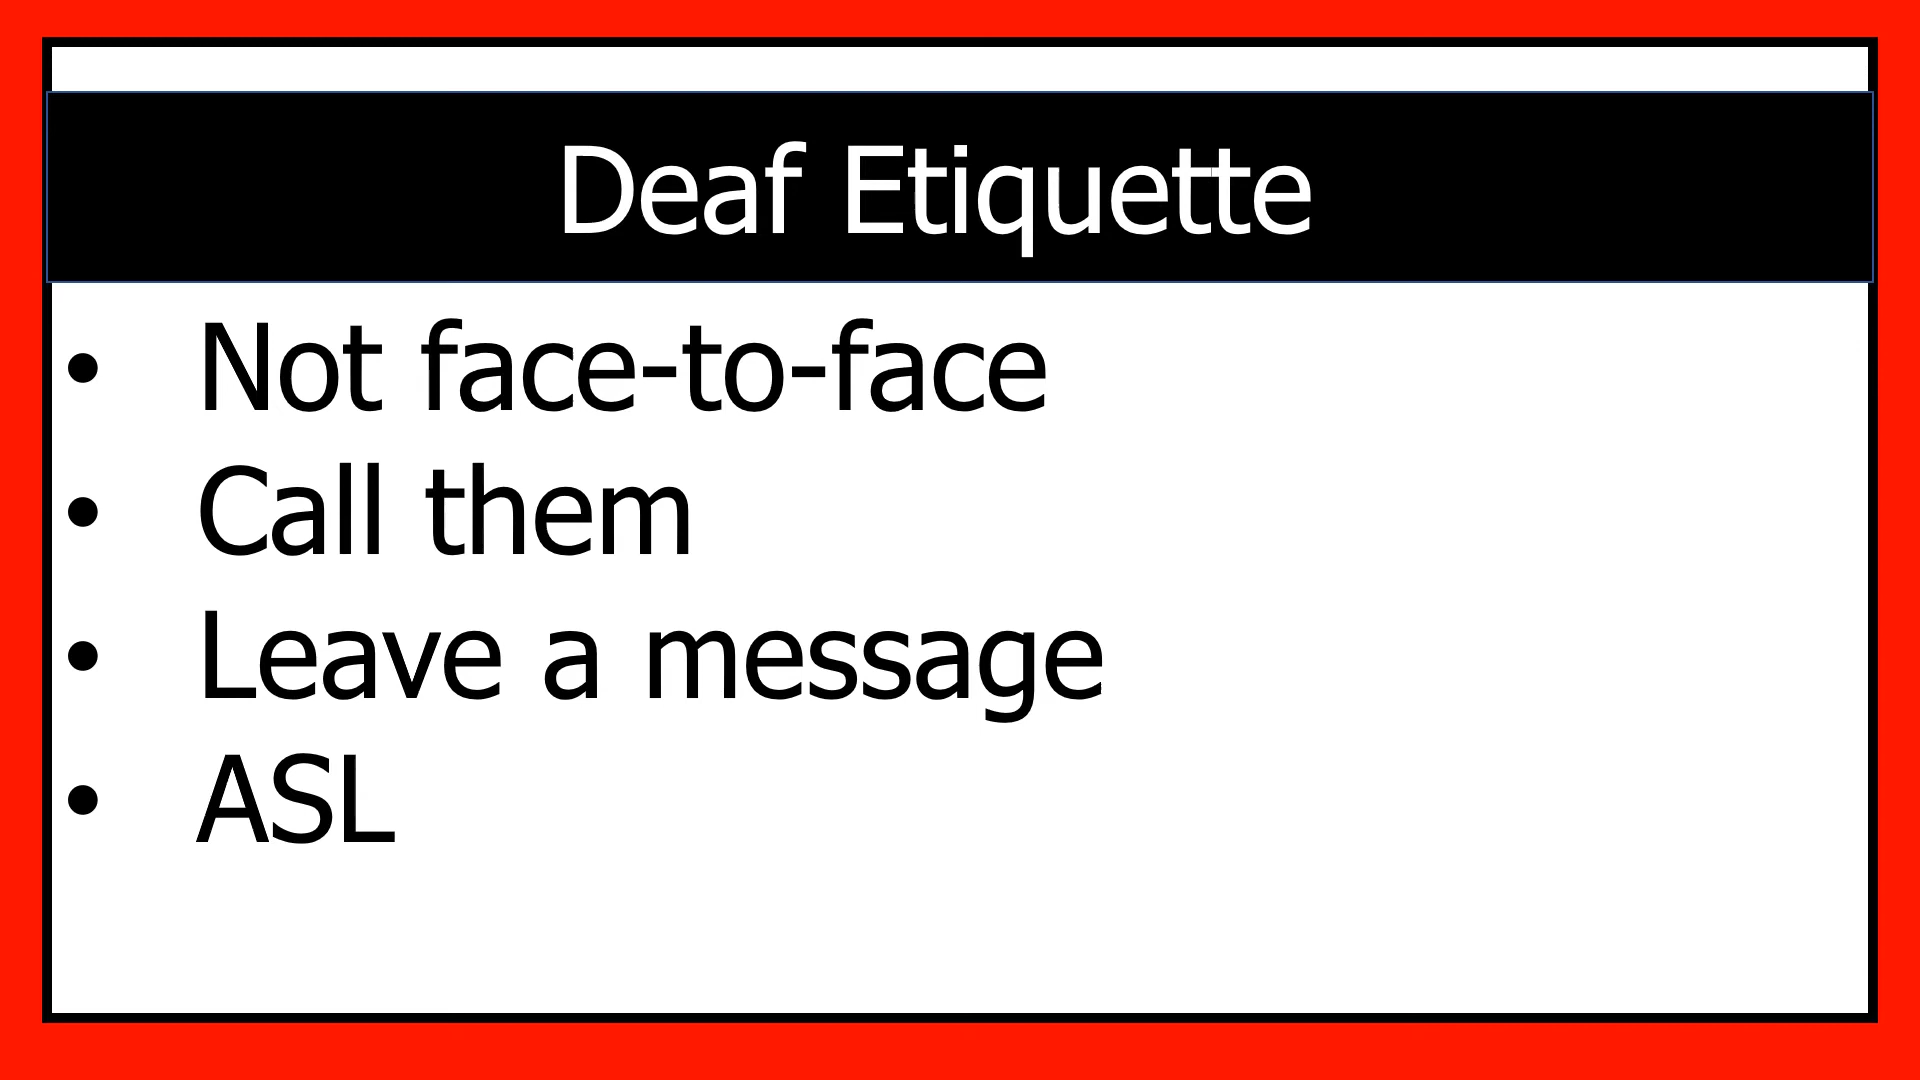 Deaf Etiquette
• Not face-to-face
• Call them
• Leave a message
• ASL